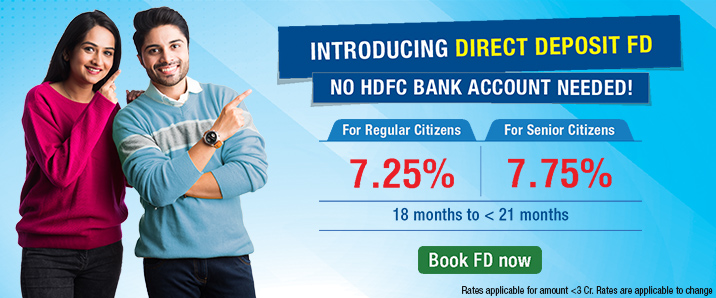 INTRODUCING DIRECT DEPOSIT FD
NO HDFC BANK ACCOUNT NEEDED!
For Regular Citizens For Senior Citizens
7.25% 7.75%
18 months to < 21 months
Book FD now
Rates applicable for amount <3 Cr. Rates are applicable to change